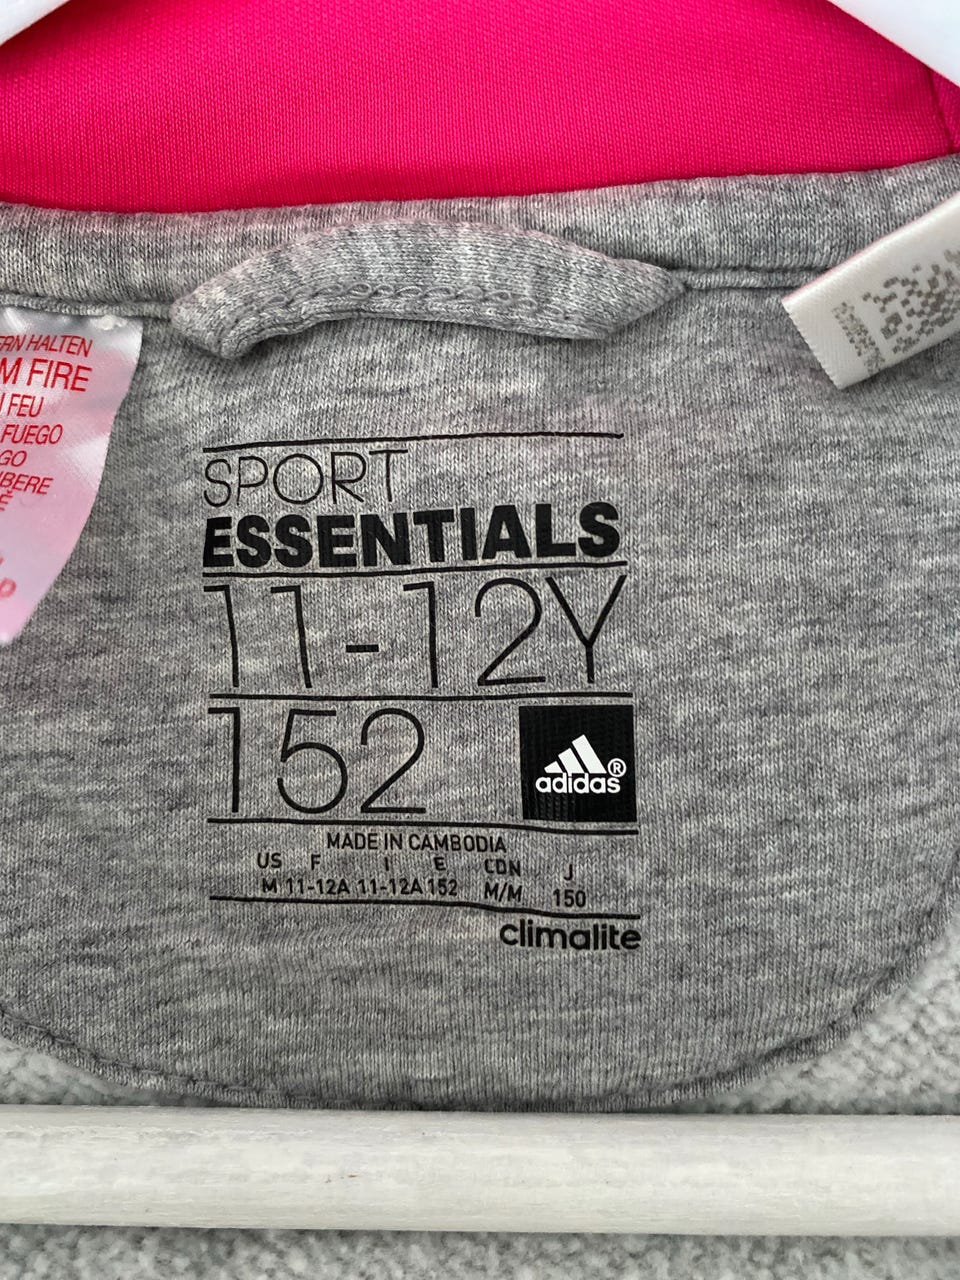 RN HALTEN
M FIRE
FEU
FUEGO
GO
BERE
SPORT
ESSENTIALS
11-12Y
152
adidas®
MADE IN CAMBODIA
US F I E CDN J
M 11-12A 11-12A 152 M/M 150
climalite